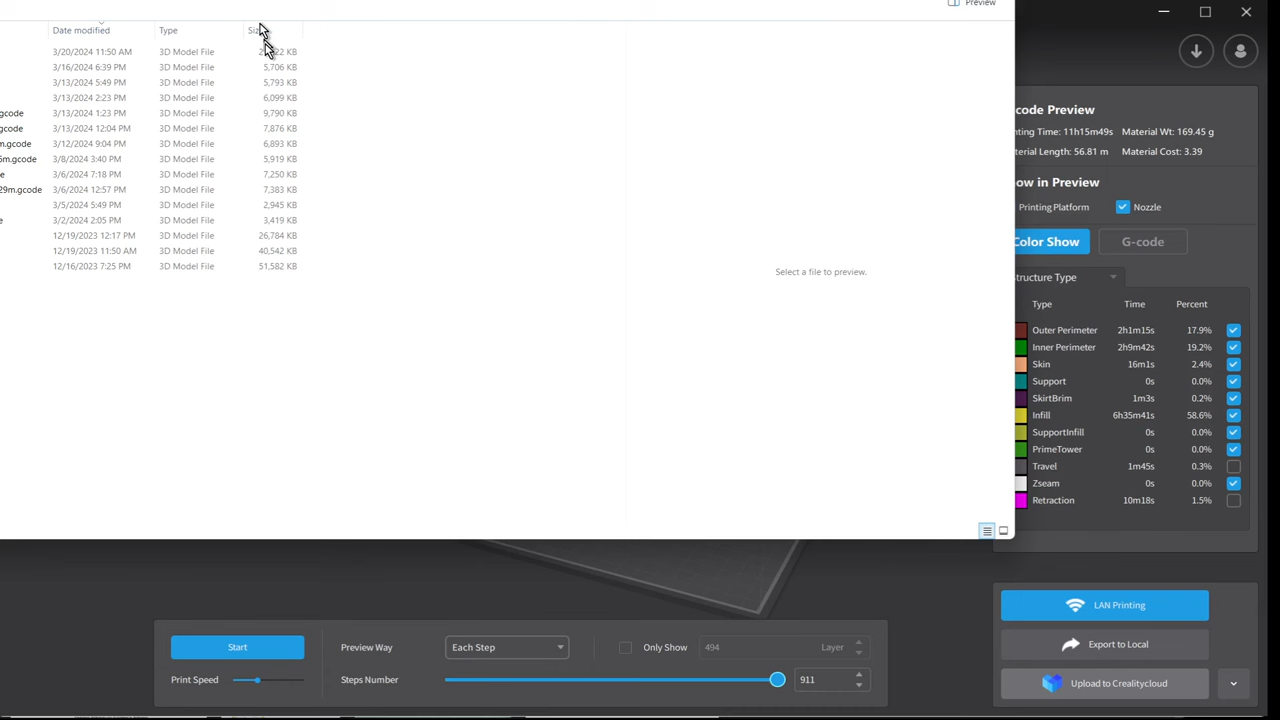 Preview
Date modified Type Siz
3/20/2024 11:50 AM 3D Model File 22 KB
3/16/2024 6:39 PM 3D Model File 5,706 KB
3/13/2024 5:49 PM 3D Model File 5,793 KB
3/13/2024 2:23 PM 3D Model File 6,099 KB
gcode 3/13/2024 1:23 PM 3D Model File 9,790 KB
gcode 3/13/2024 12:04 PM 3D Model File 7,876 KB
m.gcode 3/12/2024 9:04 PM 3D Model File 6,893 KB
5m.gcode 3/8/2024 3:40 PM 3D Model File 5,919 KB
e 3/6/2024 7:18 PM 3D Model File 7,250 KB
29m.gcode 3/6/2024 12:57 PM 3D Model File 7,383 KB
3/5/2024 5:49 PM 3D Model File 2,945 KB
e 3/2/2024 2:05 PM 3D Model File 3,419 KB
12/19/2023 12:17 PM 3D Model File 26,784 KB
12/19/2023 11:50 AM 3D Model File 40,542 KB
12/16/2023 7:25 PM 3D Model File 51,582 KB
Select a file to preview.
code Preview
nting Time: 11h15m49s Material Wt: 169.45 g
terial Length: 56.81 m Material Cost: 3.39
ow in Preview
Printing Platform Nozzle
Color Show G-code
tructure Type
Type Time Percent
Outer Perimeter 2h1m15s 17.9%
Inner Perimeter 2h9m42s 19.2%
Skin 16m1s 2.4%
Support 0s 0.0%
SkirtBrim 1m3s 0.2%
Infill 6h35m41s 58.6%
SupportInfill 0s 0.0%
PrimeTower 0s 0.0%
Travel 1m45s 0.3%
Zseam 0s 0.0%
Retraction 10m18s 1.5%
LAN Printing
Export to Local
Upload to Crealitycloud
Start Preview Way Each Step Only Show 494 Layer
Print Speed Steps Number 911